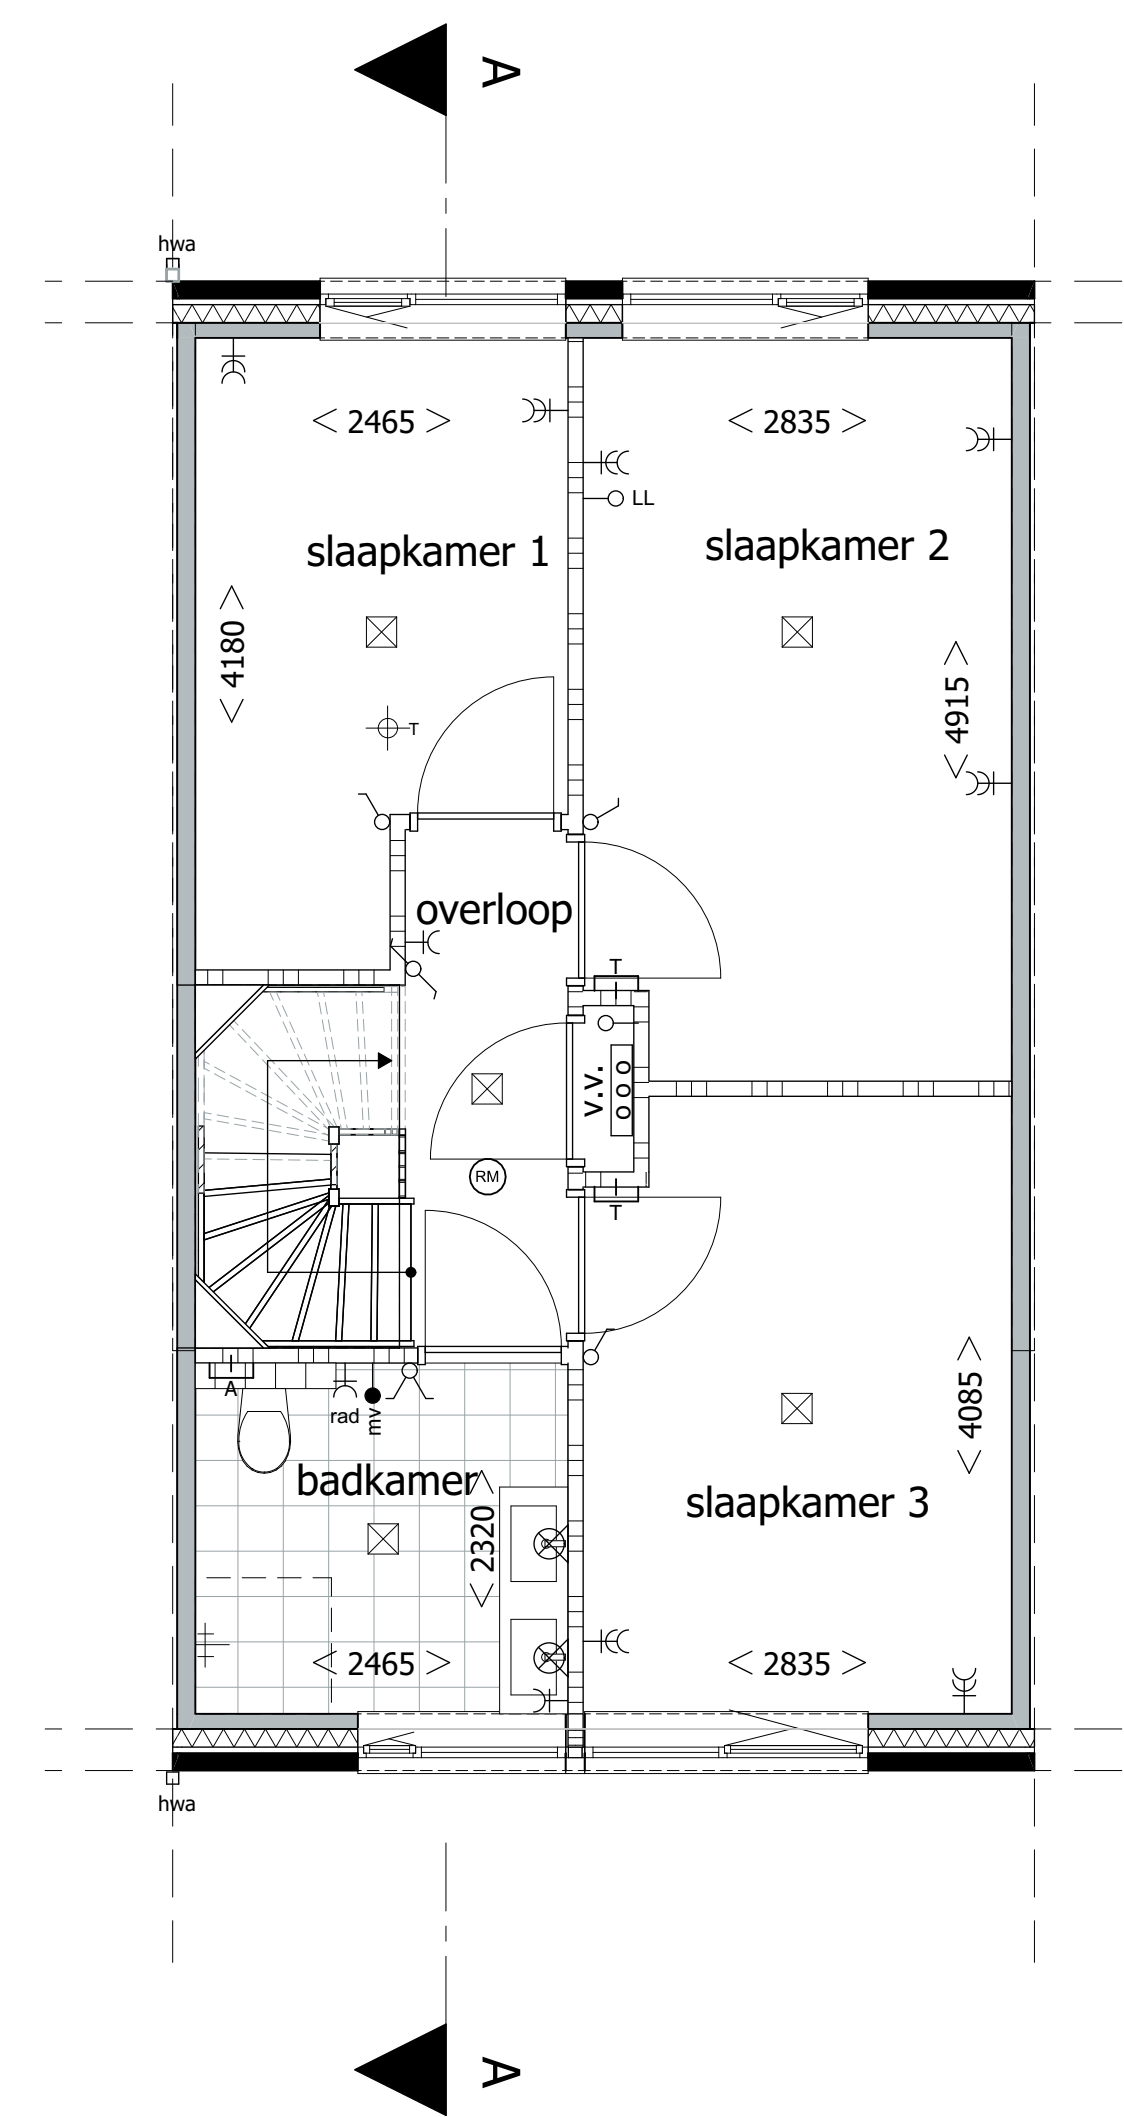 A
hwa
< 2465 >
< 2835 >
LL
slaapkamer 1
slaapkamer 2
< 4180 >
< 4915 >
T
overloop
T
v.v.
RM
T
A
rad
mv
< 4085 >
badkamer
< 2320 >
slaapkamer 3
< 2465 >
< 2835 >
hwa
A